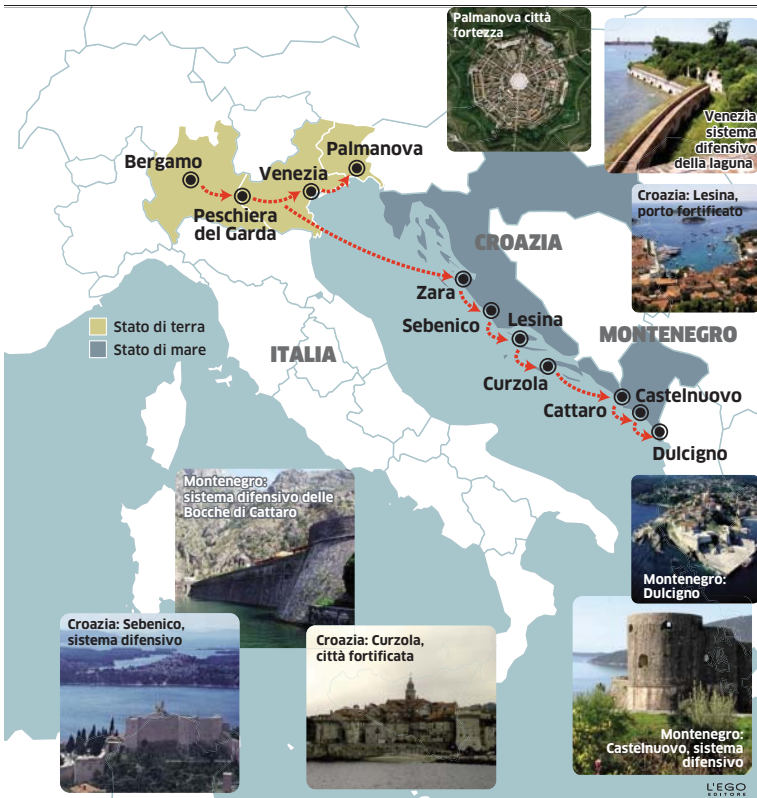 Palmanova città
fortezza
Venezia
sistema
difensivo
della laguna
Bergamo
Venezia
Palmanova
Peschiera
del Garda
Croazia: Lesina,
porto fortificato
CROAZIA
Zara
Sebenico
Lesina
Stato di terra
Stato di mare
ITALIA
MONTENEGRO
Curzola
Castelnuovo
Cattaro
Dulcigno
Montenegro:
sistema difensivo delle
Bocche di Cattaro
Montenegro:
Dulcigno
Croazia: Sebenico,
sistema difensivo
Croazia: Curzola,
città fortificata
Montenegro:
Castelnuovo, sistema
difensivo
L'EGO
EDITORE